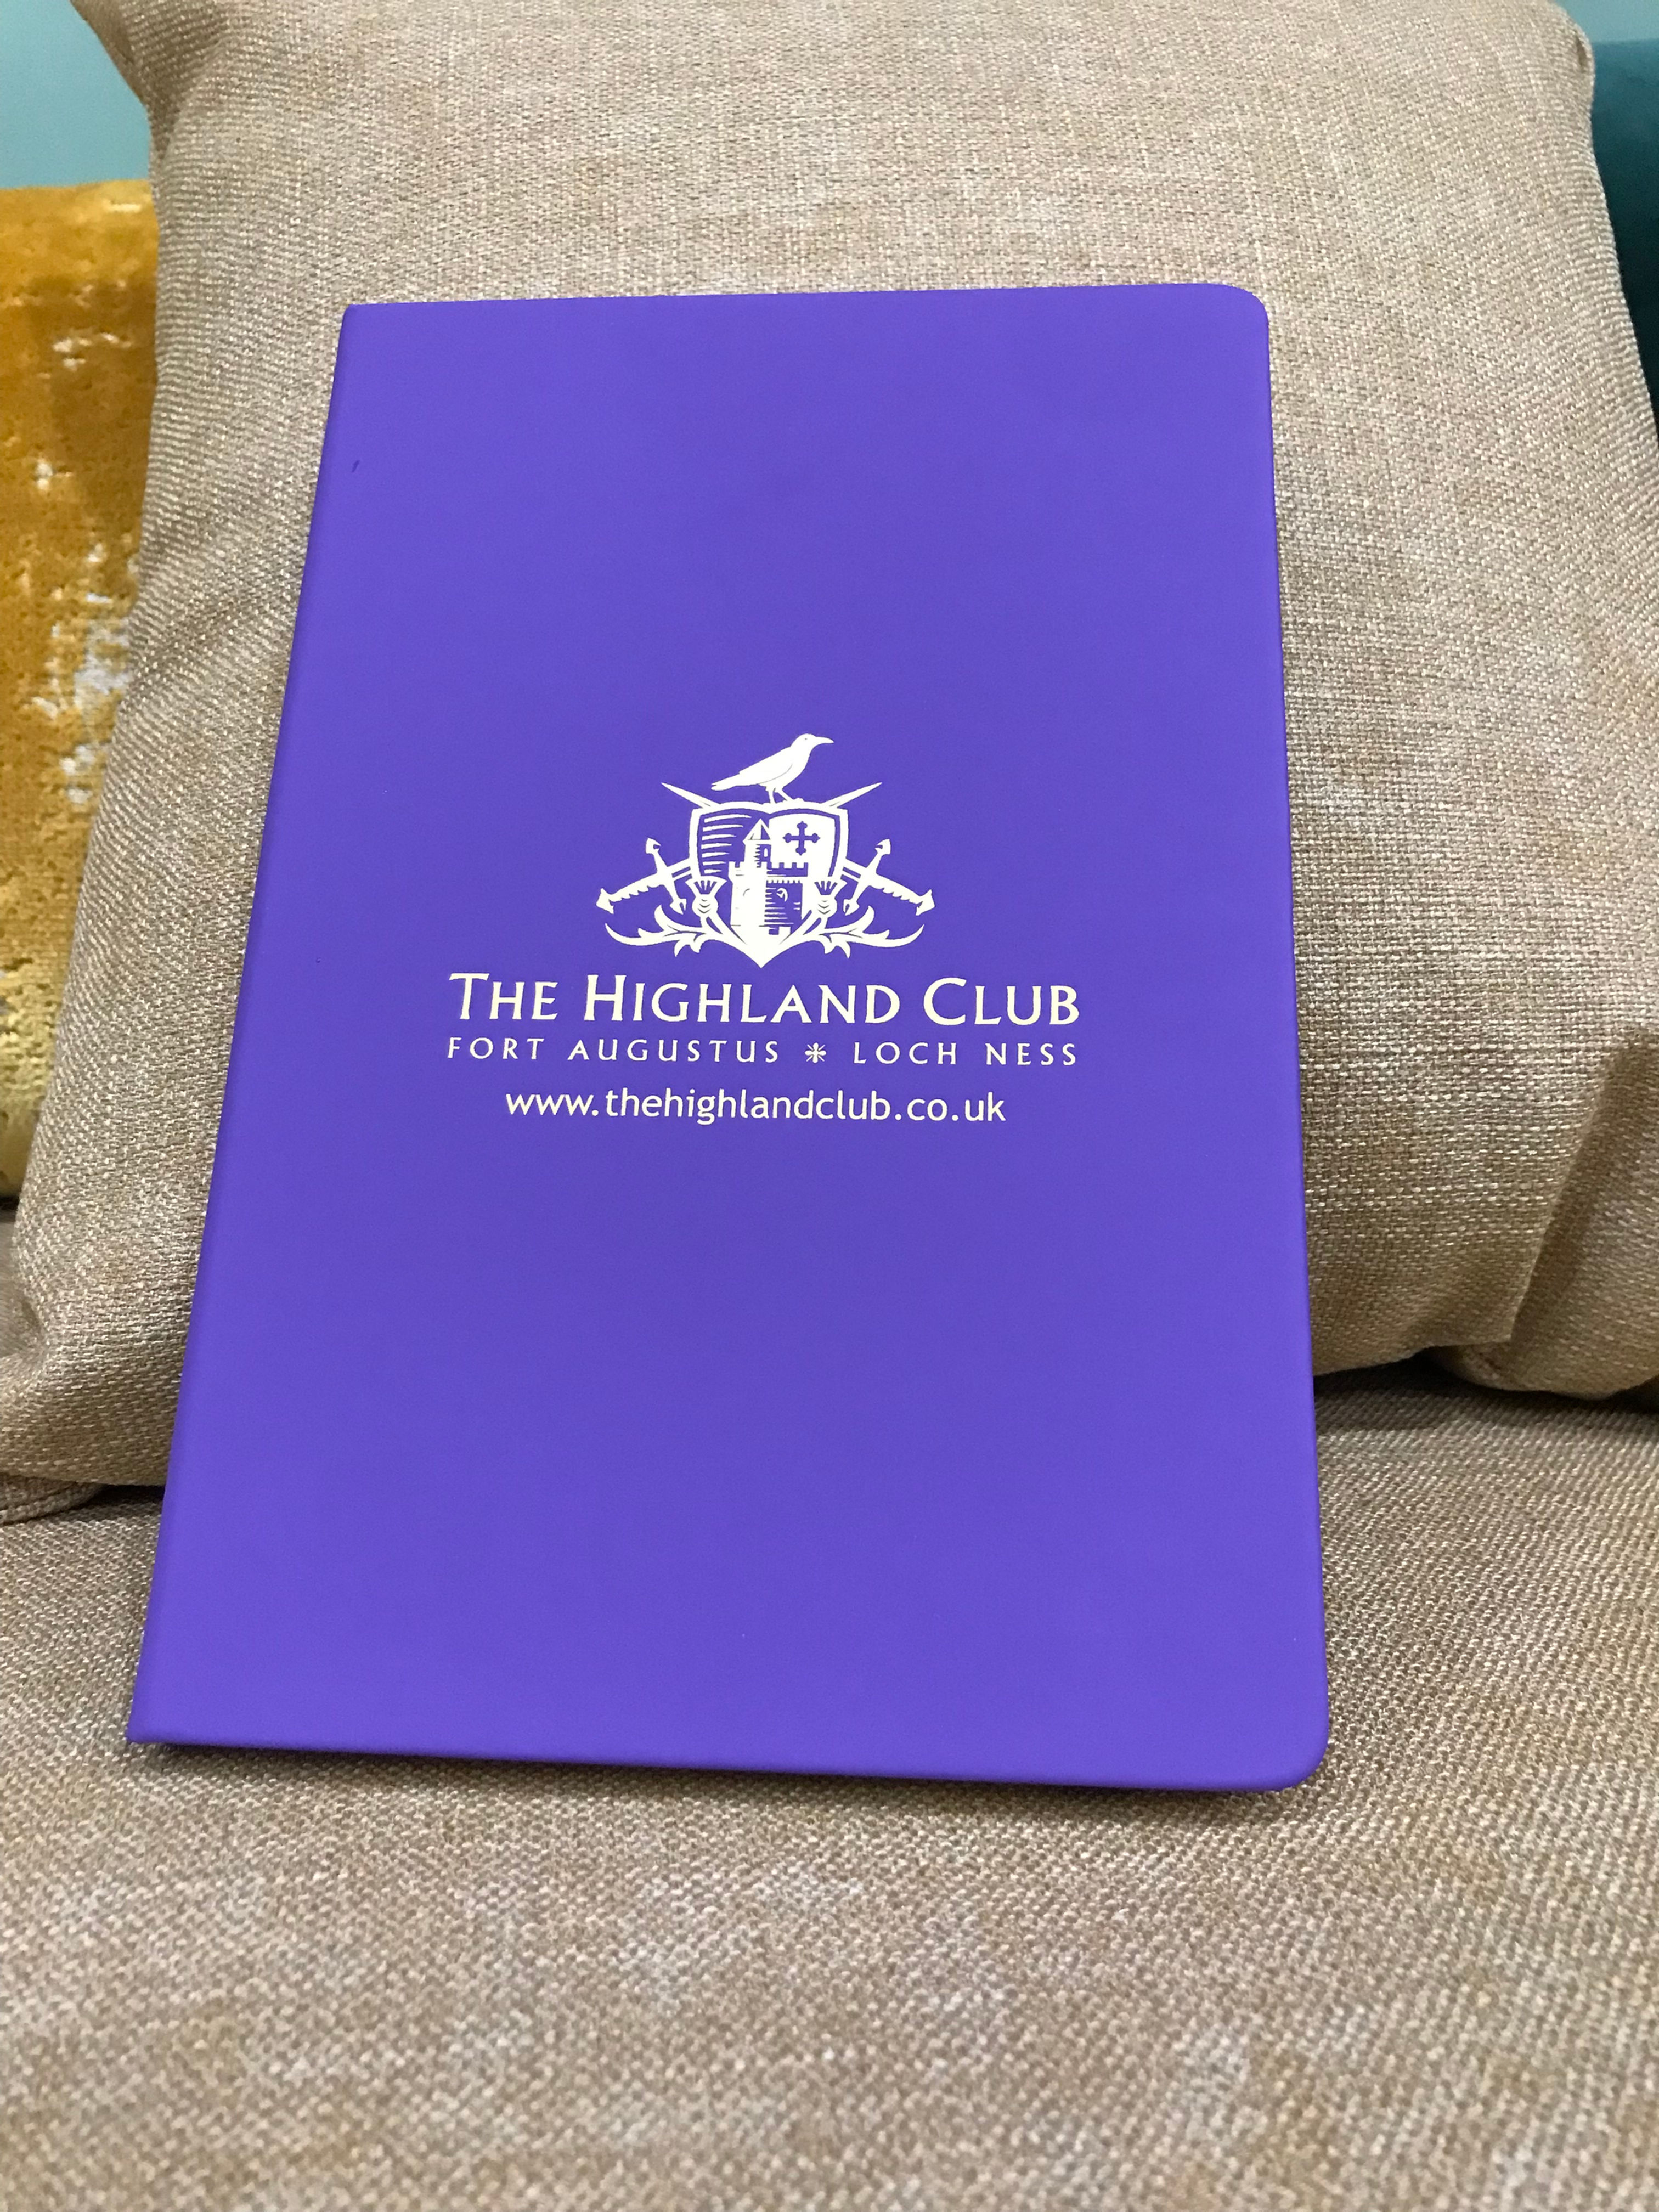 THE HIGHLAND CLUB
FORT AUGUSTUS * LOCH NESS
www.thehighlandclub.co.uk